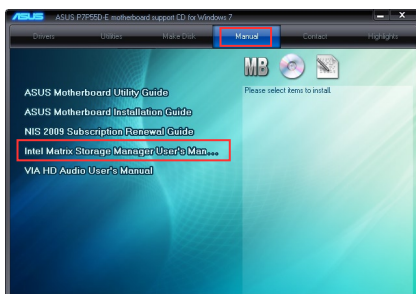 ASUS ASUS P7P55D-E motherboard support CD for Windows 7
Drivers Utilities Make Disk Manual Contact Highlights
MB
Please select items to install.
ASUS Motherboard Utility Guide
ASUS Motherboard Installation Guide
NIS 2009 Subscription Renewal Guide
Intel Matrix Storage Manager User's Man...
VIA HD Audio User's Manual